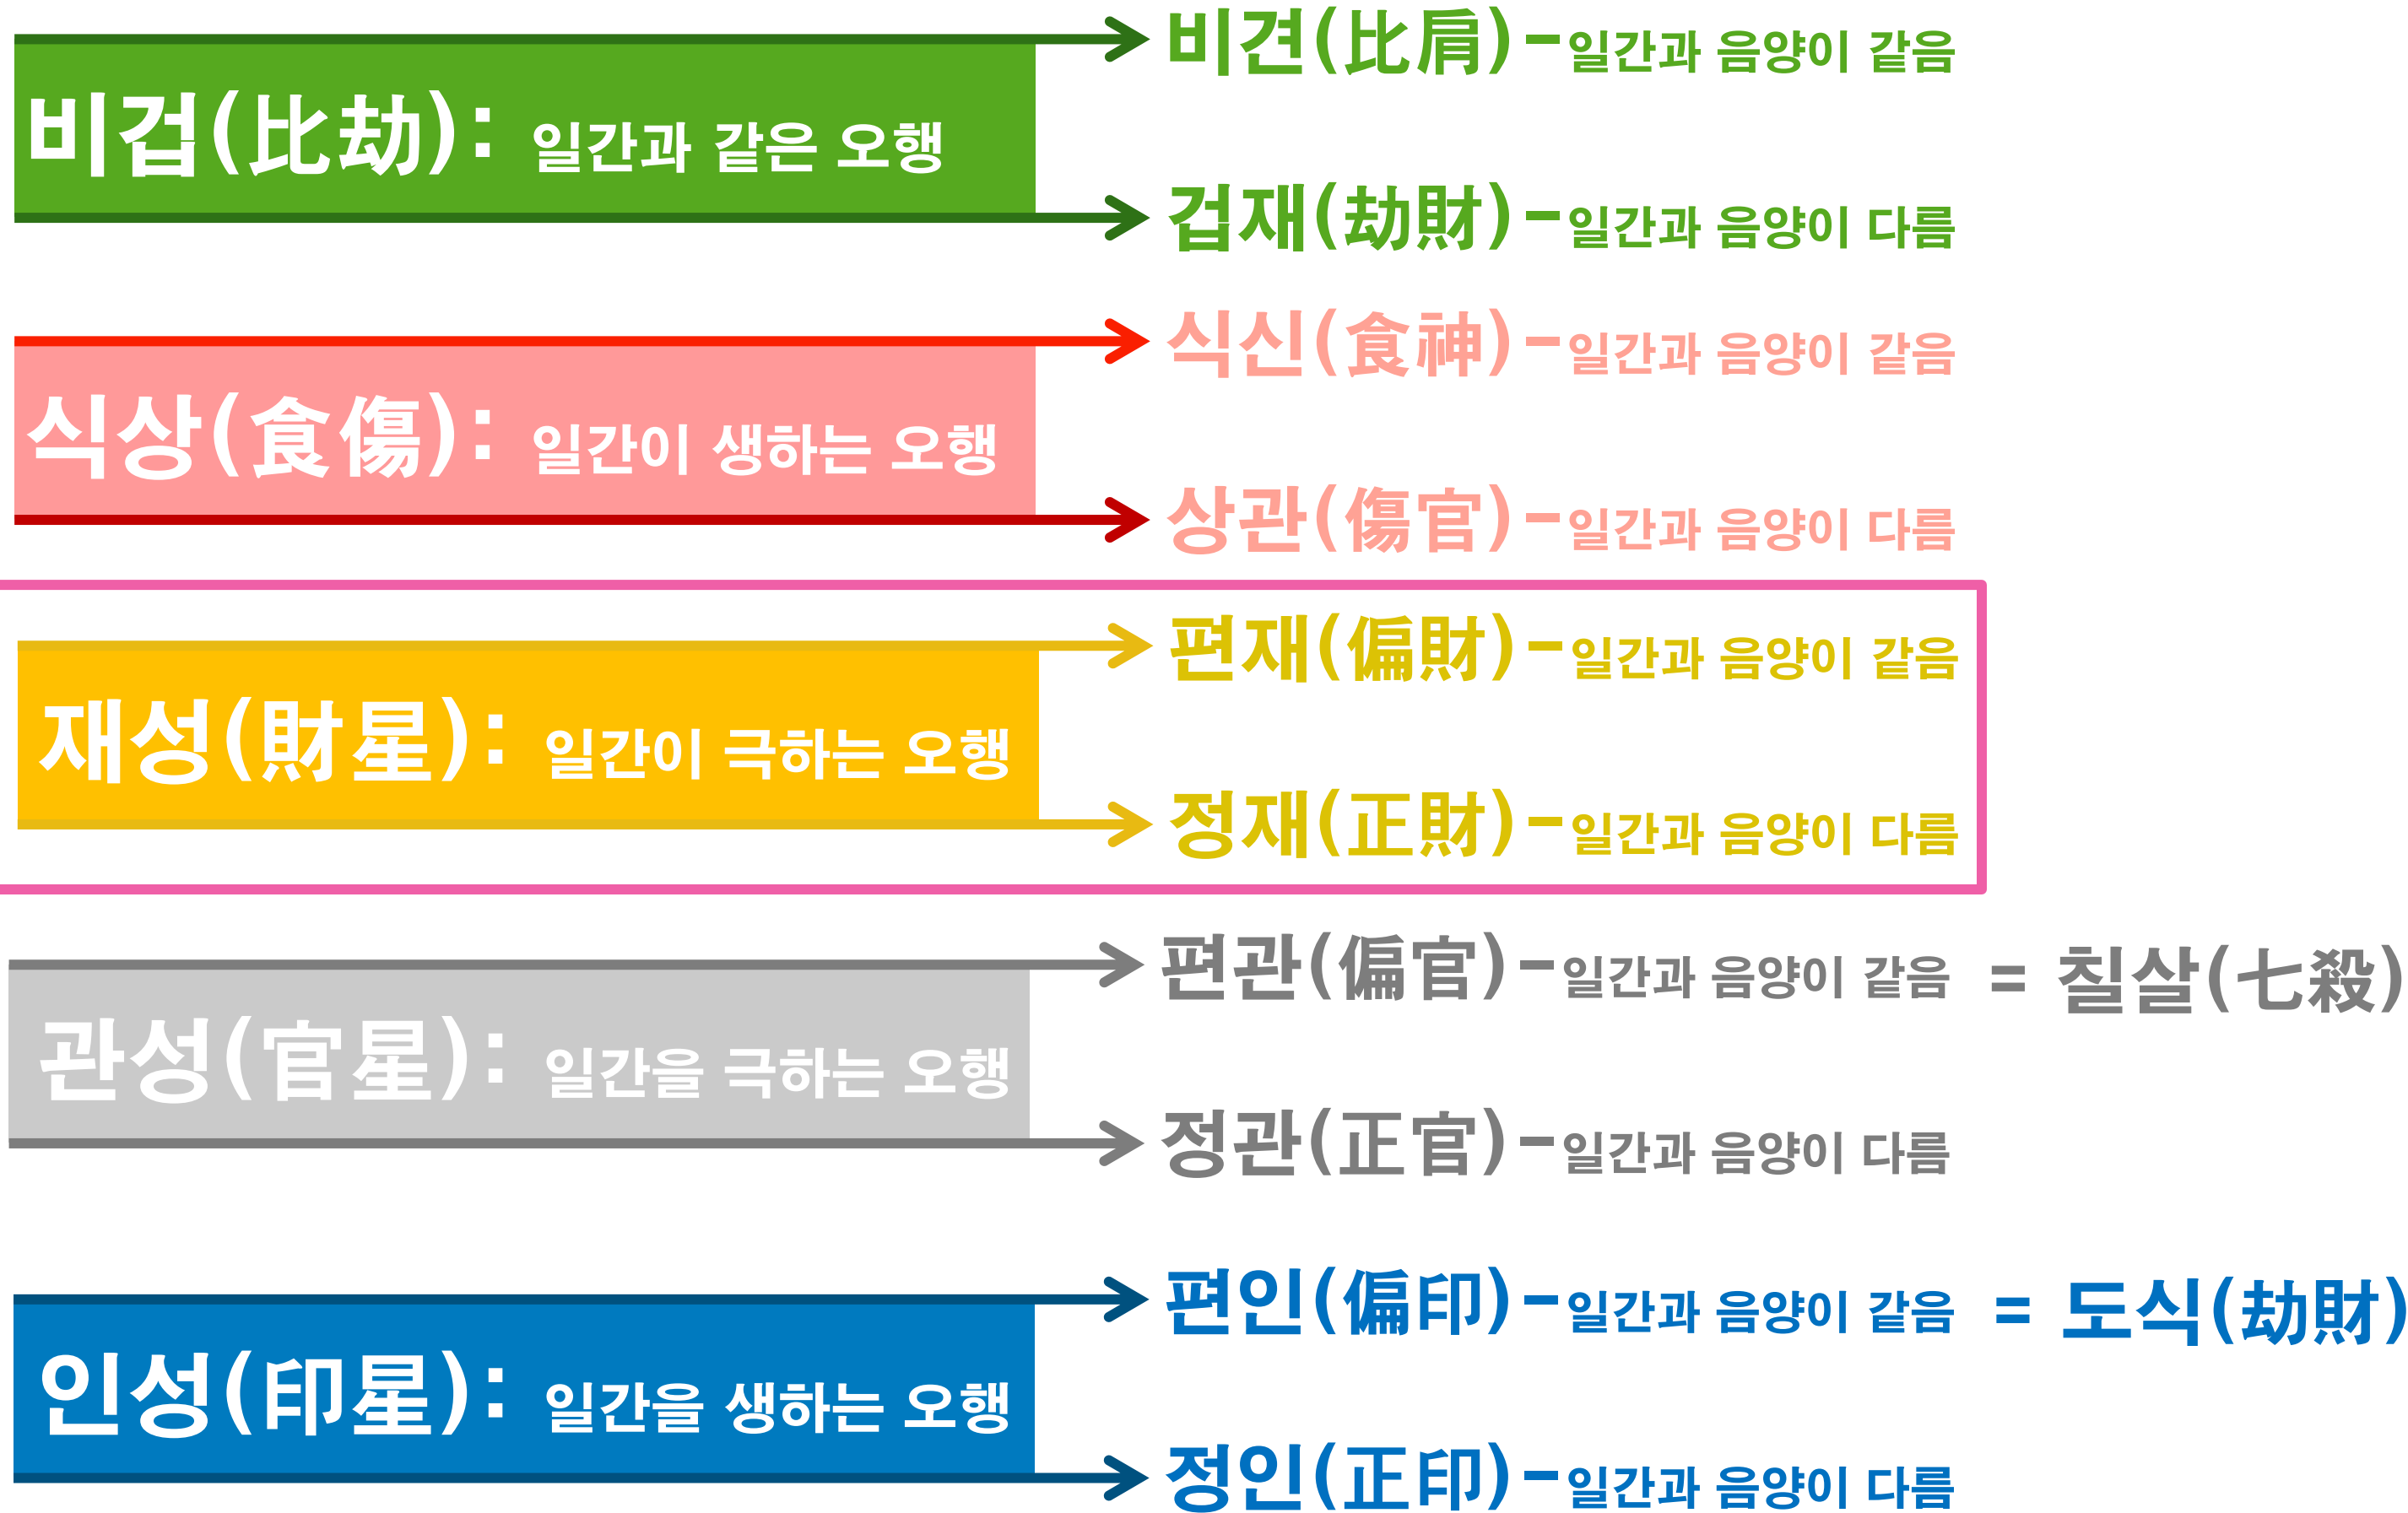 비견(比肩)-일간과 음양이 같음
비겁(比劫): 일간과 같은 오행
겁재(劫財)-일간과 음양이 다름
식신(食神)-일간과 음양이 같음
식상(食傷): 일간이 생하는 오행
상관(傷官)-일간과 음양이 다름
편재(偏財)-일간과 음양이 같음
재성(財星): 일간이 극하는 오행
정재(正財)-일간과 음양이 다름
편관(偏官)-일간과 음양이 같음 = 칠살(七殺)
관성(官星): 일간을 극하는 오행
정관(正官)-일간과 음양이 다름
편인(偏印)-일간과 음양이 같음 = 도식(劫財)
인성(印星): 일간을 생하는 오행
정인(正印)-일간과 음양이 다름